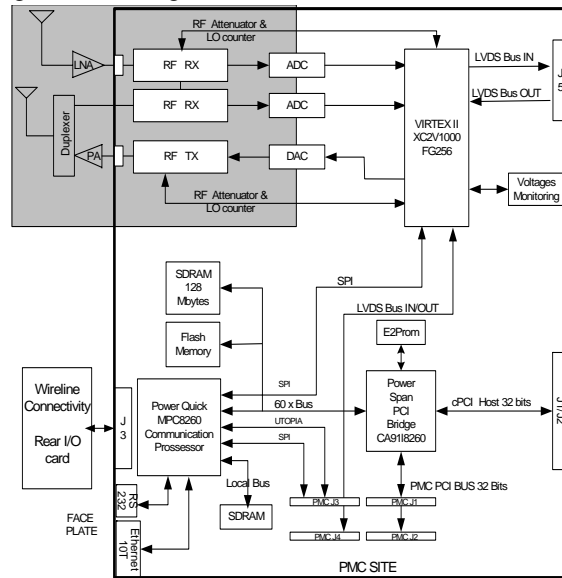 RF Attenuator &
LO counter
LNA
RF RX
ADC
LVDS Bus IN
J
5
LVDS Bus OUT
VIRTEX II
XC2V1000
FG256
RF RX
ADC
Duplexer
PA
RF TX
DAC
RF Attenuator &
LO counter
Voltages
Monitoring
SDRAM
128
Mbytes
SPI
LVDS Bus IN/OUT
E2Prom
Flash
Memory
Wireline
Connectivity
Rear I/O
card
J
3
Power Quick
MPC8260
Communication
Prossessor
SPI
60 x Bus
UTOPIA
SPI
Power
Span
PCI
Bridge
CA91I8260
cPCI Host 32 bits
J1/J2
Local Bus
PMC PCI BUS 32 Bits
RS
232
SDRAM
PMC J3
PMC J1
FACE
PLATE
Ethernet
10T
PMC J4
PMC J2
PMC SITE